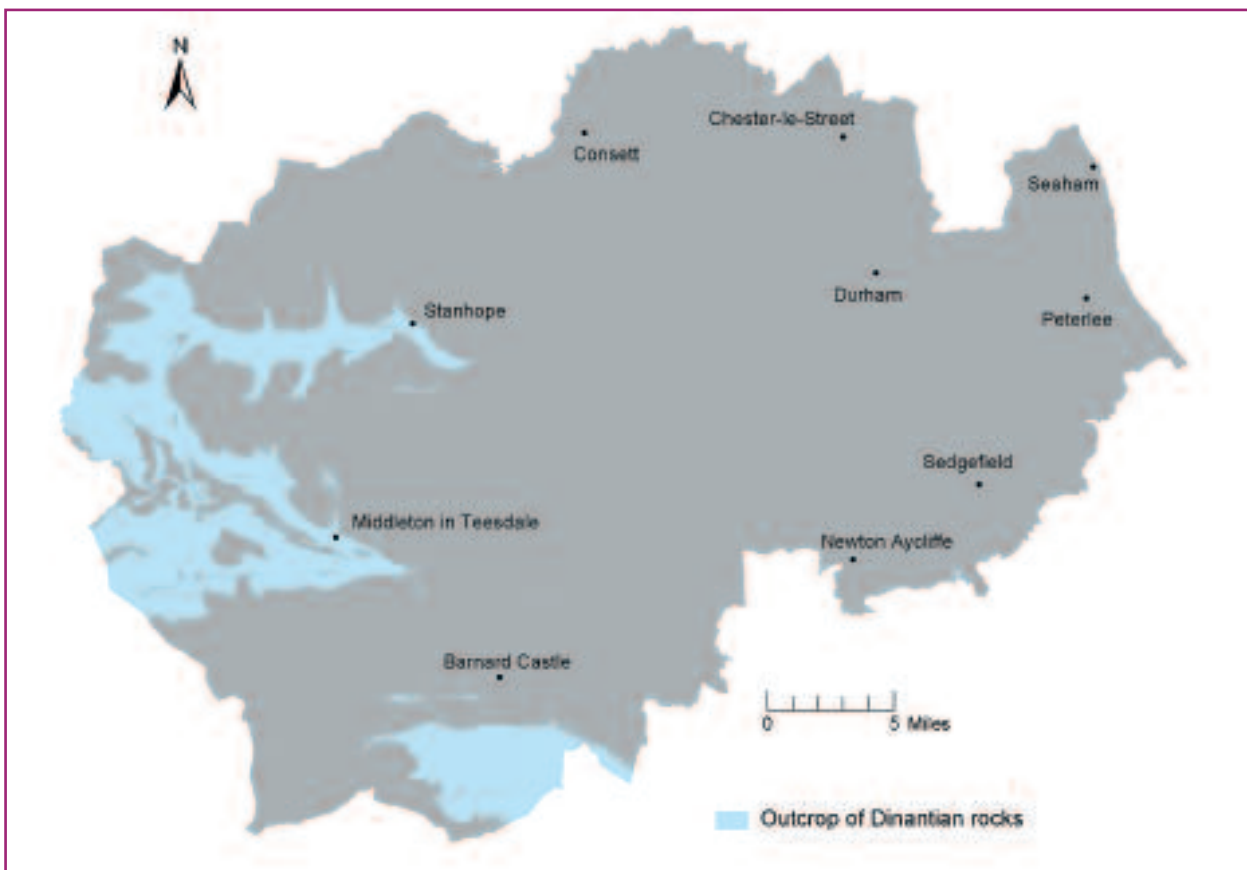 N
Chester-le-Street
Consett
Seaham
Durham
Stanhope
Peterlee
Sedgefield
Middleton in Teesdale
Newton Aycliffe
Barnard Castle
0 5 Miles
Outcrop of Dinantian rocks